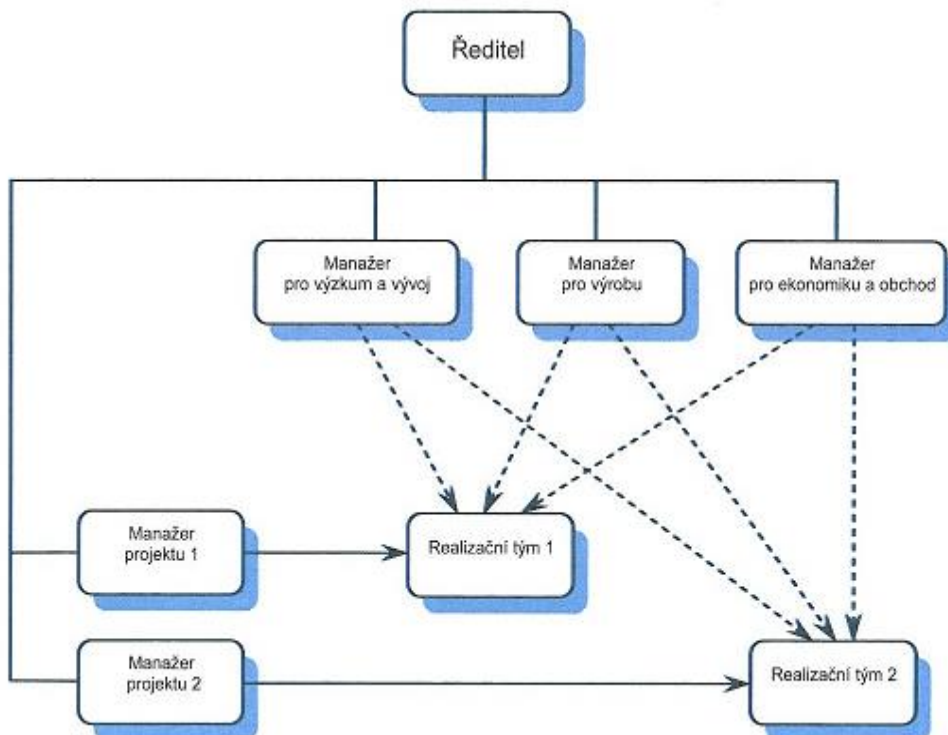 Ředitel
Manažer
pro výzkum a vývoj
Manažer
pro výrobu
Manažer
pro ekonomiku a obchod
Manažer
projektu 1
Realizační tým 1
Manažer
projektu 2
Realizační tým 2